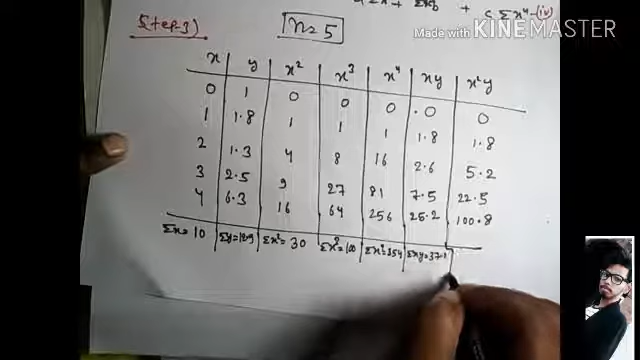 + c Σx⁴ -(iv)
Made with KINEMASTER
Step-3)
n=5
x y x² x³ x⁴ xy x²y
0 1 0 0 0 0 0
1 1.8 1 1 1 1.8 1.8
2 1.3 4 8 16 2.6 5.2
3 2.5 9 27 81 7.5 22.5
4 6.3 16 64 256 25.2 100.8
Σx=10 Σy=12.9 Σx²=30 Σx³=100 Σx⁴=354